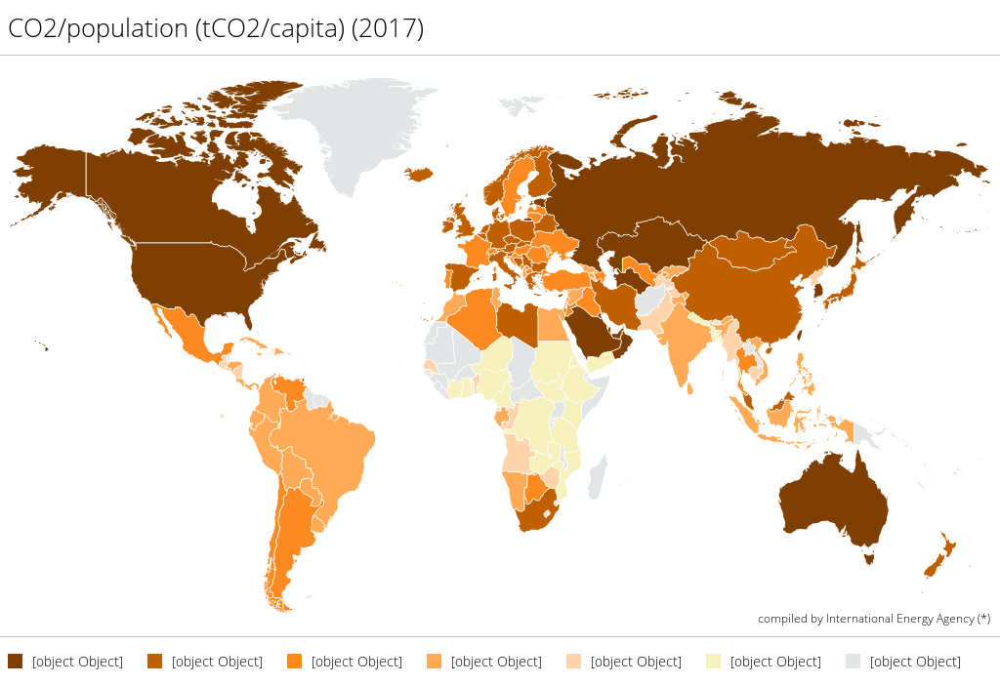 CO2/population (tCO2/capita) (2017)
compiled by International Energy Agency (*)
[object Object] [object Object] [object Object] [object Object] [object Object] [object Object] [object Object]